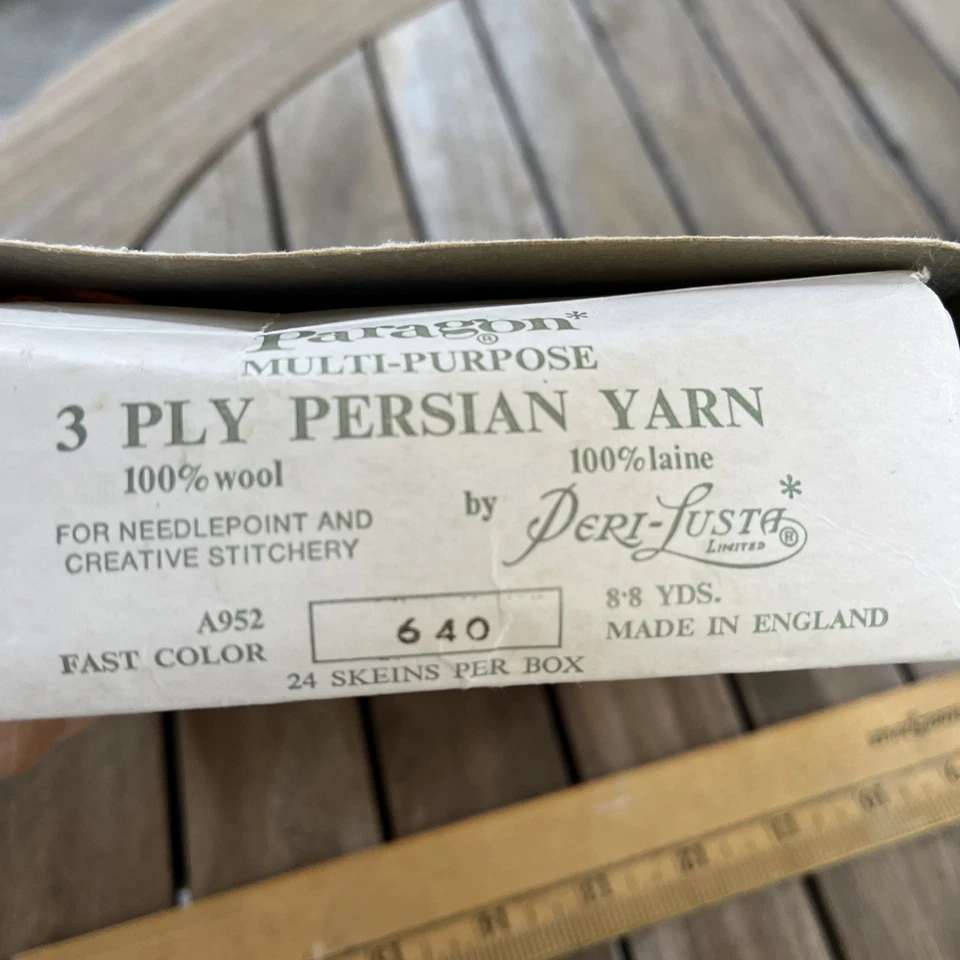 Paragon®*
MULTI-PURPOSE
3 PLY PERSIAN YARN
100% wool
100% laine
FOR NEEDLEPOINT AND
CREATIVE STITCHERY
by PERI-LUSTA®*
LIMITED
A952
FAST COLOR
640
24 SKEINS PER BOX
8·8 YDS.
MADE IN ENGLAND